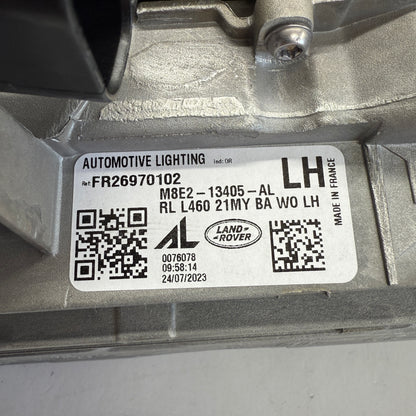 AUTOMOTIVE LIGHTING ind: OR
Ref: FR26970102
LH
M8E2-13405-AL
RL L460 21MY BA WO LH
MADE IN FRANCE
AL
LAND-
ROVER
0076078
09:58:14
24/07/2023